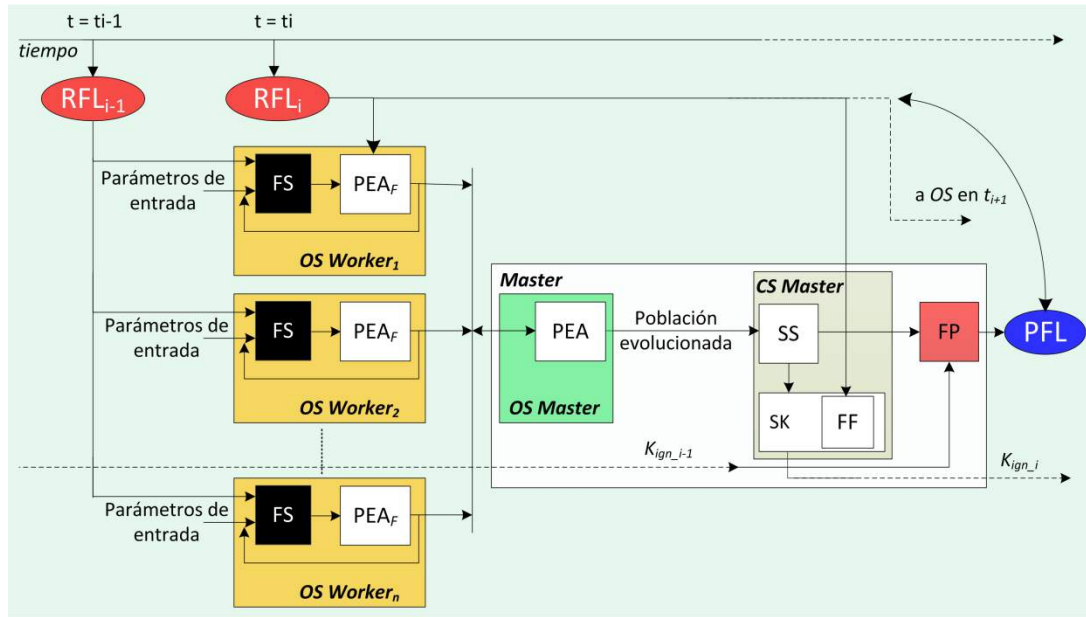 t = ti-1
t = ti
tiempo
RFLi-1
RFLi
Parámetros de
entrada
FS
PEAF
OS Worker1
a OS en ti+1
Parámetros de
entrada
FS
PEAF
OS Worker2
Master
PEA
OS Master
Población
evolucionada
CS Master
SS
SK
FF
FP
PFL
Kign_i-1
Kign_i
Parámetros de
entrada
FS
PEAF
OS Workern